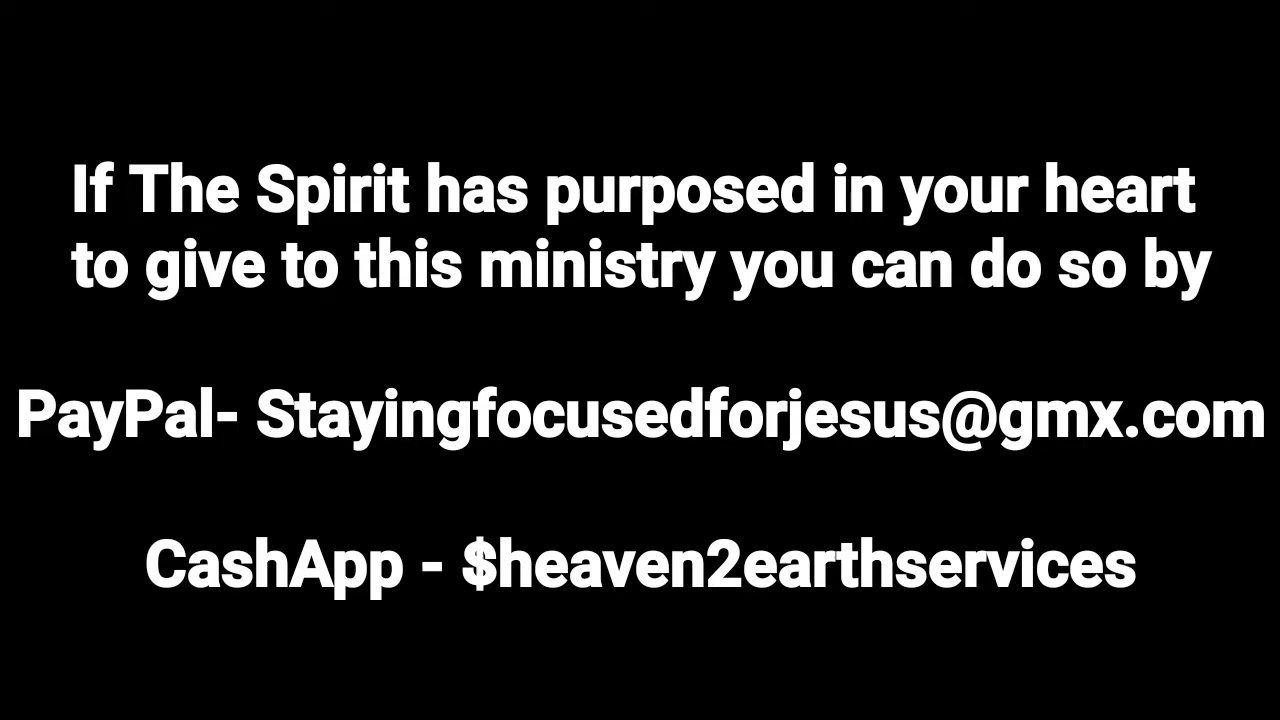 If The Spirit has purposed in your heart
to give to this ministry you can do so by
PayPal- Stayingfocusedforjesus@gmx.com
CashApp - $heaven2earthservices